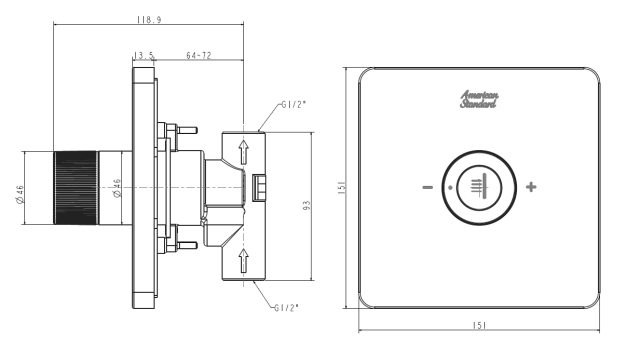 118.9
13.5
64-72
G1/2"
Ø46
Ø46
93
G1/2"
American
Standard
151
- +
151